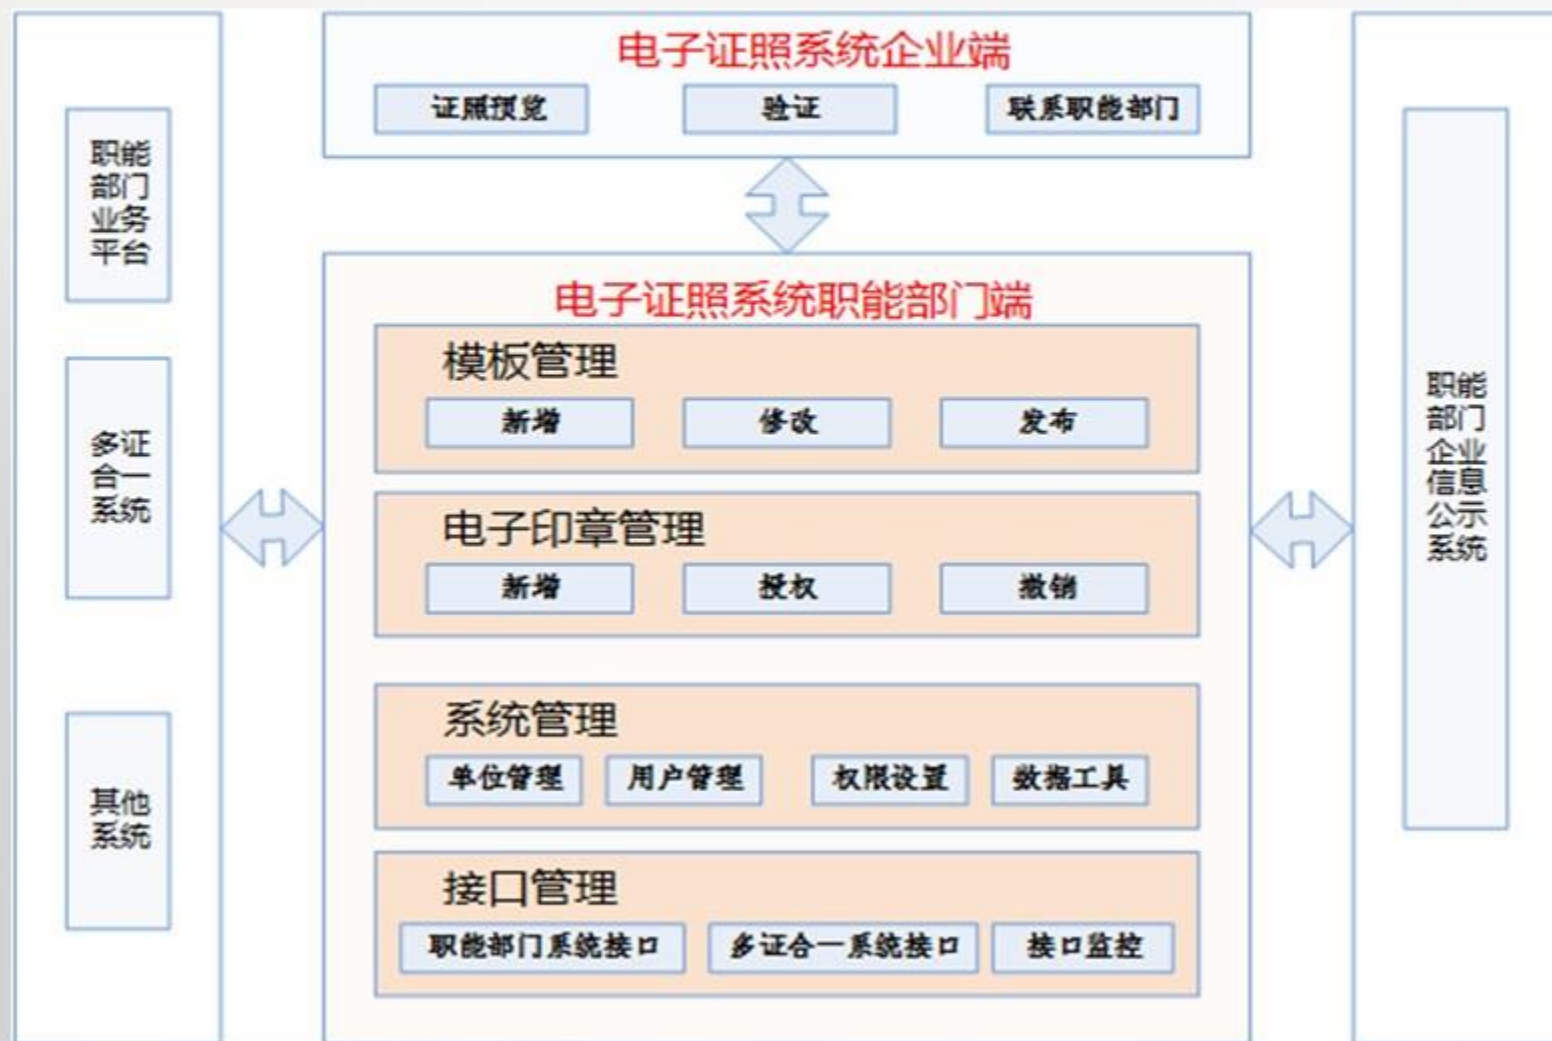 电子证照系统企业端
证照预览
验证
联系职能部门
职能
部门
业务
平台
多证
合一
系统
其他
系统
电子证照系统职能部门端
模板管理
新增
修改
发布
电子印章管理
新增
授权
撤销
系统管理
单位管理
用户管理
权限设置
数据工具
接口管理
职能部门系统接口
多证合一系统接口
接口监控
职能
部门
企业
信息
公示
系统